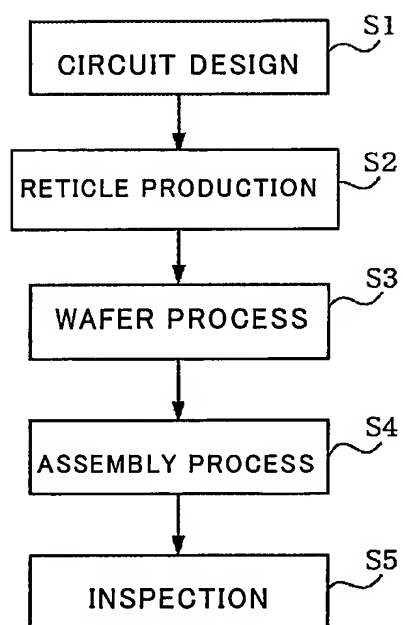 S1
CIRCUIT DESIGN
S2
RETICLE PRODUCTION
S3
WAFER PROCESS
S4
ASSEMBLY PROCESS
S5
INSPECTION